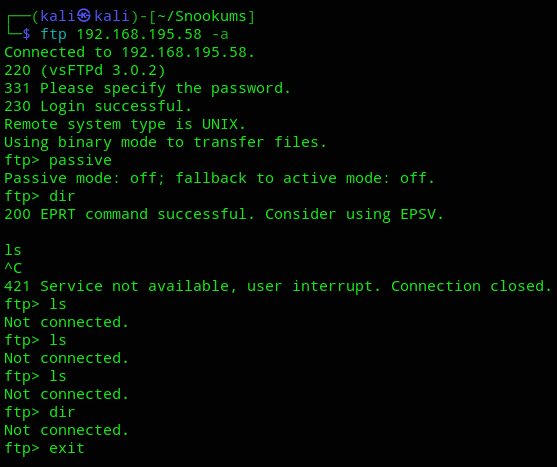 ┌──(kali㉿kali)-[~/Snookums]
└─$ ftp 192.168.195.58 -a
Connected to 192.168.195.58.
220 (vsFTPd 3.0.2)
331 Please specify the password.
230 Login successful.
Remote system type is UNIX.
Using binary mode to transfer files.
ftp> passive
Passive mode: off; fallback to active mode: off.
ftp> dir
200 EPRT command successful. Consider using EPSV.
ls
^C
421 Service not available, user interrupt. Connection closed.
ftp> ls
Not connected.
ftp> ls
Not connected.
ftp> ls
Not connected.
ftp> dir
Not connected.
ftp> exit